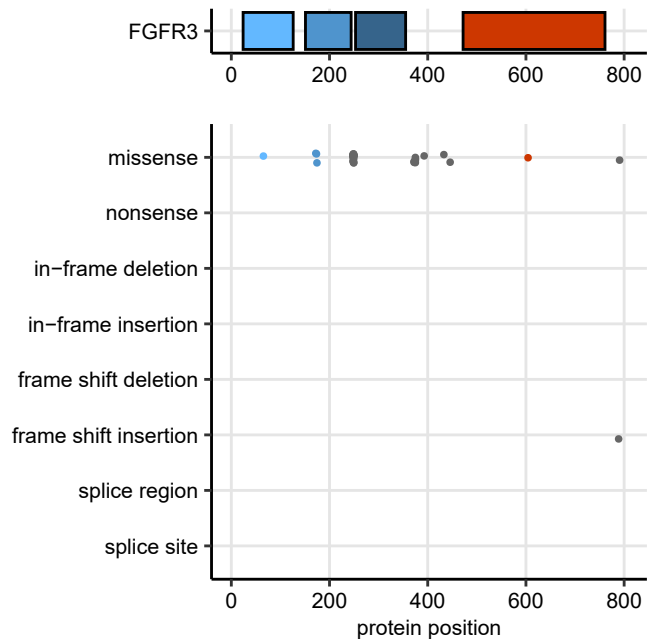 FGFR3
0 200 400 600 800
missense
nonsense
in−frame deletion
in−frame insertion
frame shift deletion
frame shift insertion
splice region
splice site
0 200 400 600 800
protein position